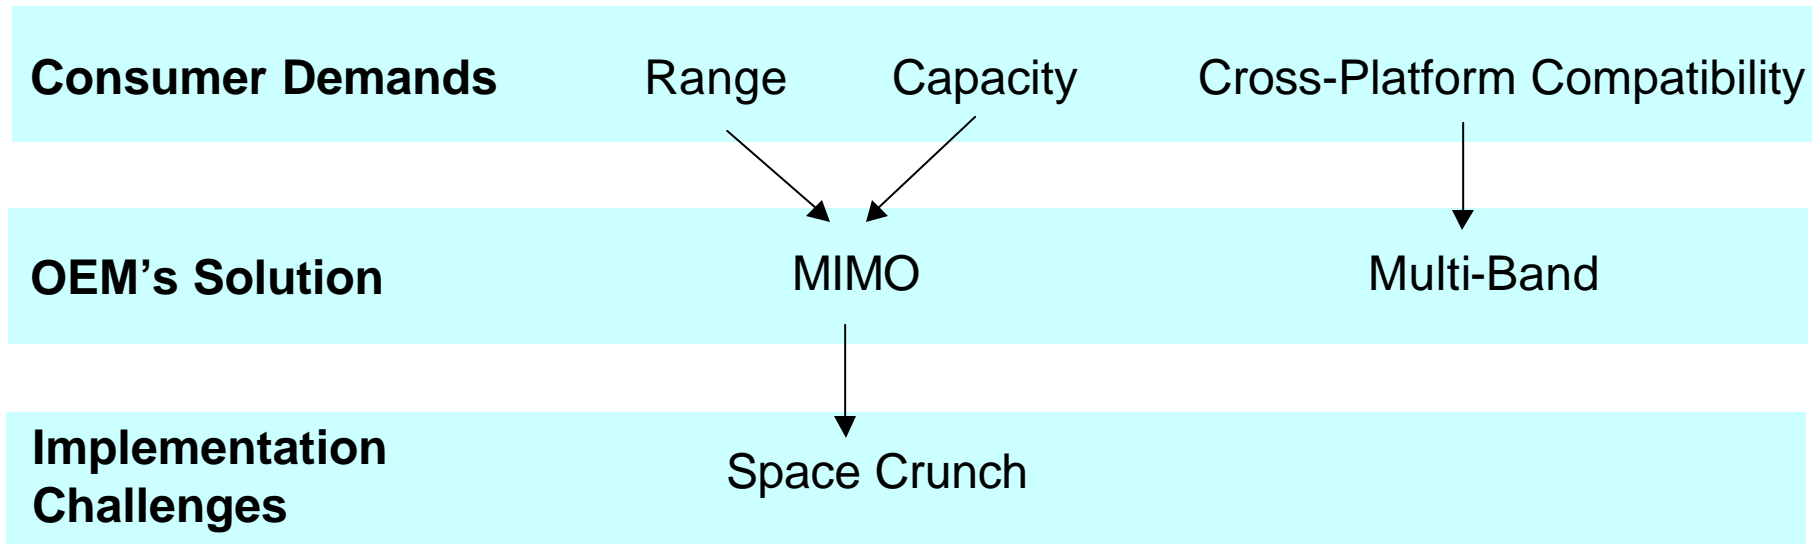 Consumer Demands Range Capacity Cross-Platform Compatibility
OEM’s Solution MIMO Multi-Band
Implementation
Challenges
Space Crunch